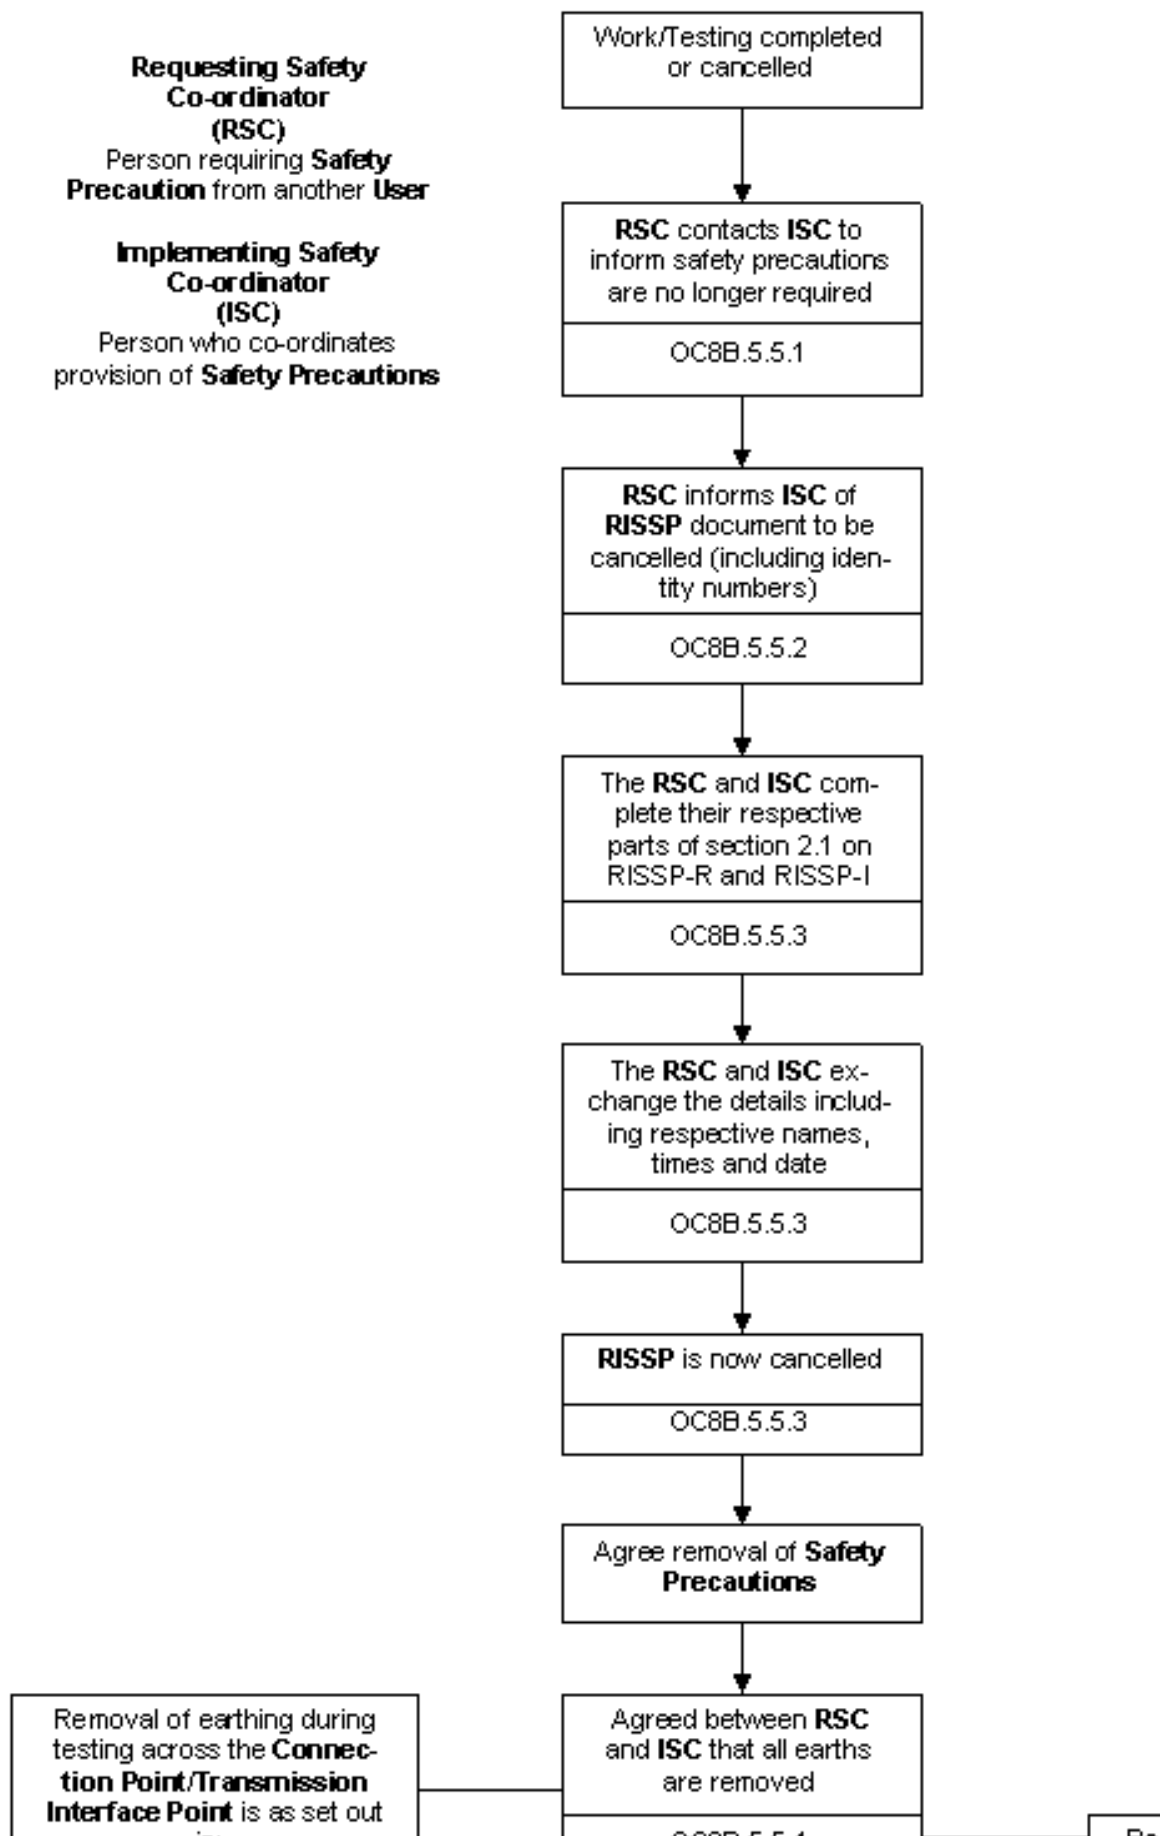 Requesting Safety
Co-ordinator
(RSC)
Person requiring Safety
Precaution from another User
Implementing Safety
Co-ordinator
(ISC)
Person who co-ordinates
provision of Safety Precautions
Work/Testing completed
or cancelled
RSC contacts ISC to
inform safety precautions
are no longer required
OC8B.5.5.1
RSC informs ISC of
RISSP document to be
cancelled (including iden-
tity numbers)
OC8B.5.5.2
The RSC and ISC com-
plete their respective
parts of section 2.1 on
RISSP-R and RISSP-I
OC8B.5.5.3
The RSC and ISC ex-
change the details includ-
ing respective names,
times and date
OC8B.5.5.3
RISSP is now cancelled
OC8B.5.5.3
Agree removal of Safety
Precautions
Removal of earthing during
testing across the Connec-
tion Point/Transmission
Interface Point is as set out
Agreed between RSC
and ISC that all earths
are removed